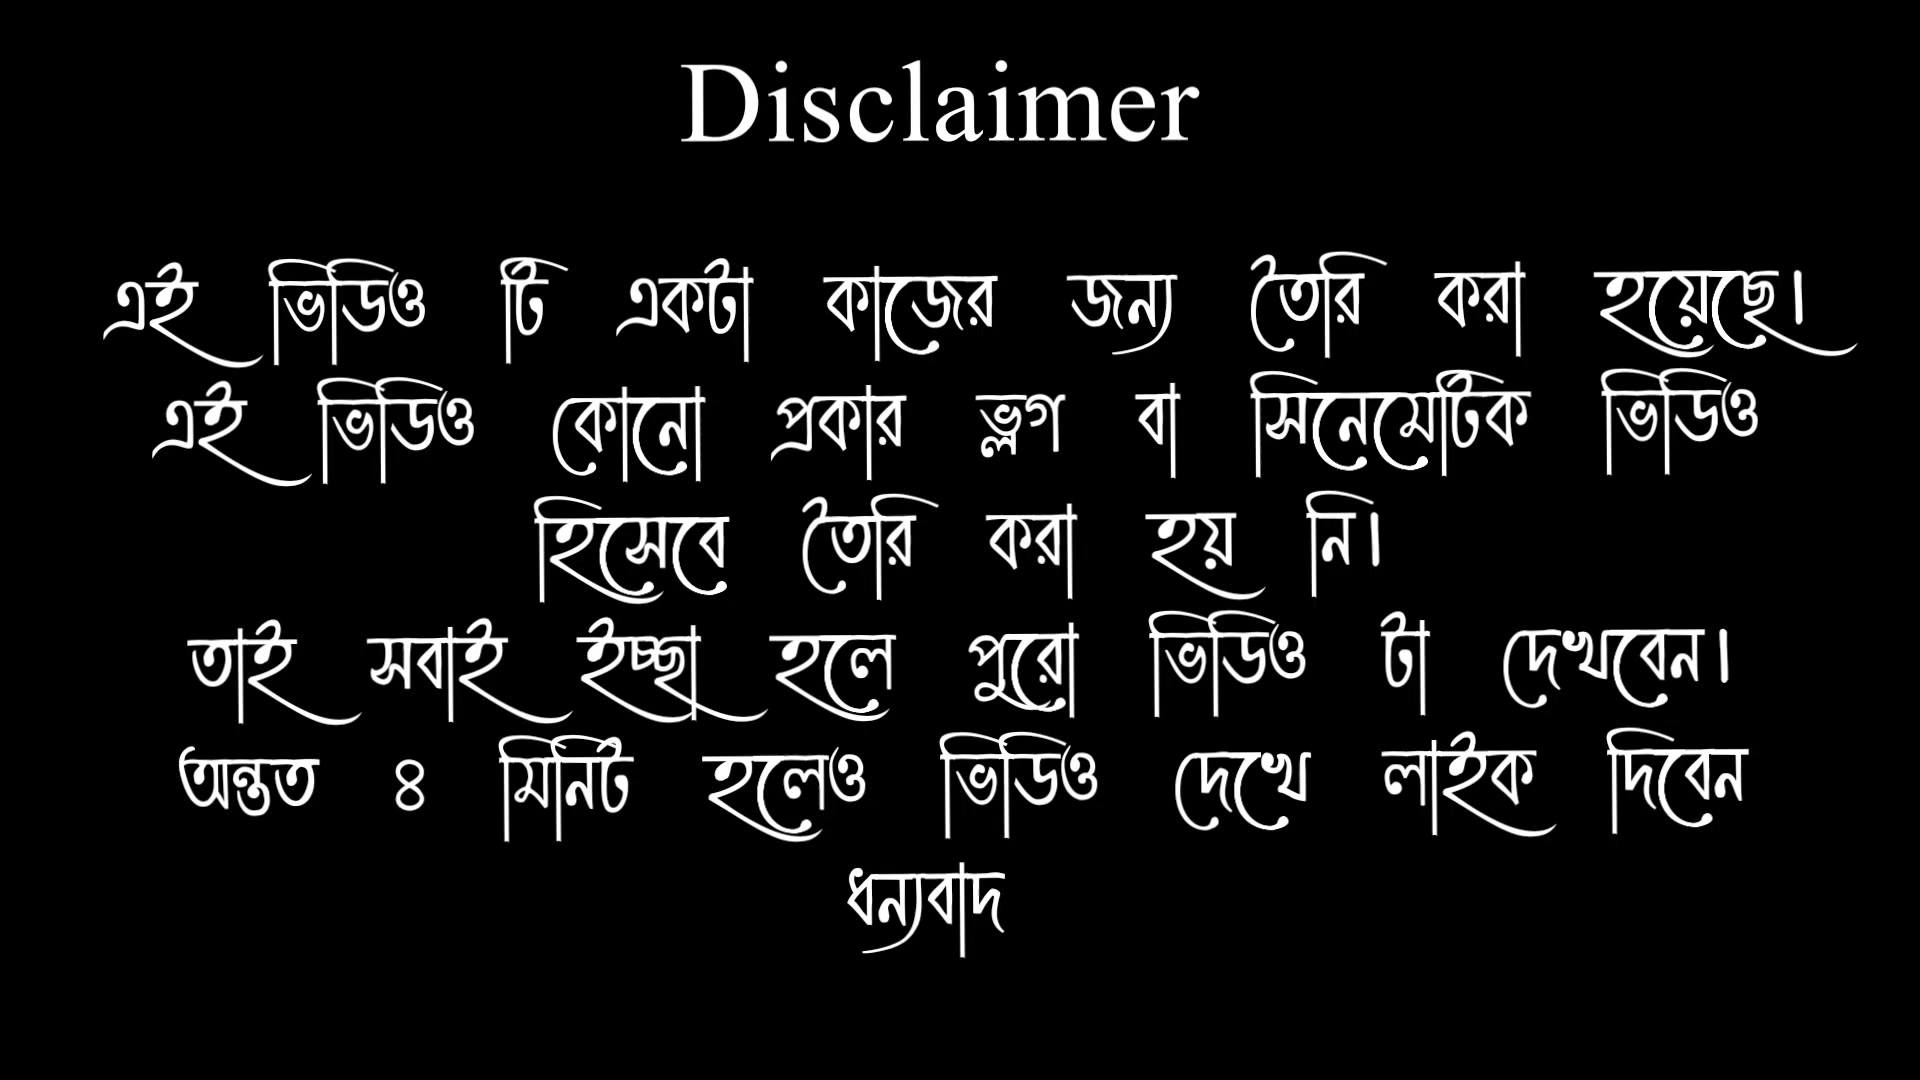 Disclaimer
এই ভিডিও টি একটা কাজের জন্য তৈরি করা হয়েছে।
এই ভিডিও কোনো প্রকার ভ্লগ বা সিনেমেটিক ভিডিও
হিসেবে তৈরি করা হয় নি।
তাই সবাই ইচ্ছা হলে পুরো ভিডিও টা দেখবেন।
অন্তত ৪ মিনিট হলেও ভিডিও দেখে লাইক দিবেন
ধন্যবাদ